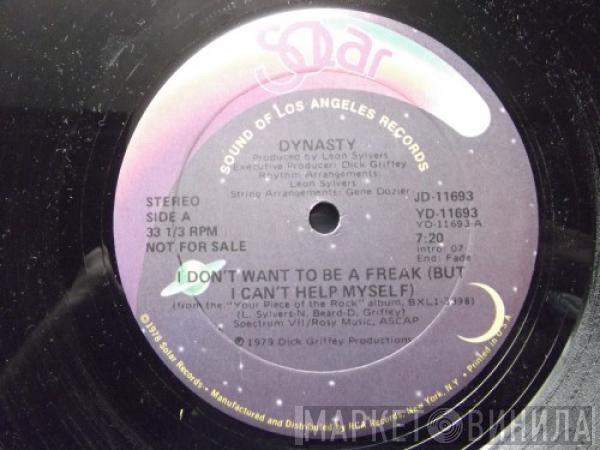 Solar
SOUND OF LOS ANGELES RECORDS
DYNASTY
Produced by Leon Sylvers
Executive Producer: Dick Griffey
Rhythm Arrangements:
Leon Sylvers
String Arrangements: Gene Dozier
STEREO
SIDE A
33 1/3 RPM
NOT FOR SALE
JD-11693
YD-11693
YD-11693-A
7:20
Intro: 07
End: Fade
I DON'T WANT TO BE A FREAK (BUT
I CAN'T HELP MYSELF)
(from the "Your Piece of the Rock" album, BXL1-3398)
(L. Sylvers-N. Beard-D. Griffey)
Spectrum VII/Rosy Music, ASCAP
℗ 1979 Dick Griffey Productions
©1978 Solar Records • Manufactured and Distributed by RCA Records, New York, N.Y. • Printed in U.S.A.
МАРКЕТ ВИНИЛА